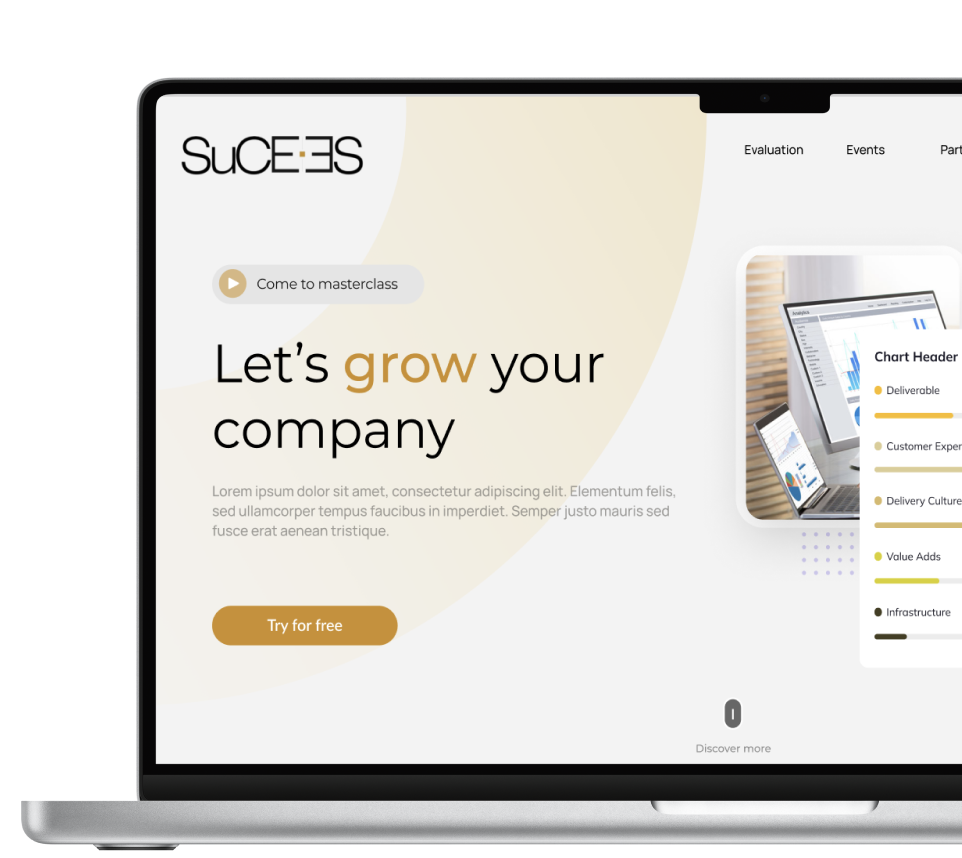 SuCE·ES
Evaluation
Events
Part
Come to masterclass
Let's grow your
company
Lorem ipsum dolor sit amet, consectetur adipiscing elit. Elementum felis,
sed ullamcorper tempus faucibus in imperdiet. Semper justo mauris sed
fusce erat aenean tristique.
Try for free
Analytics
Chart Header
Deliverable
Customer Exper
Delivery Culture
Value Adds
Infrastructure
Discover more